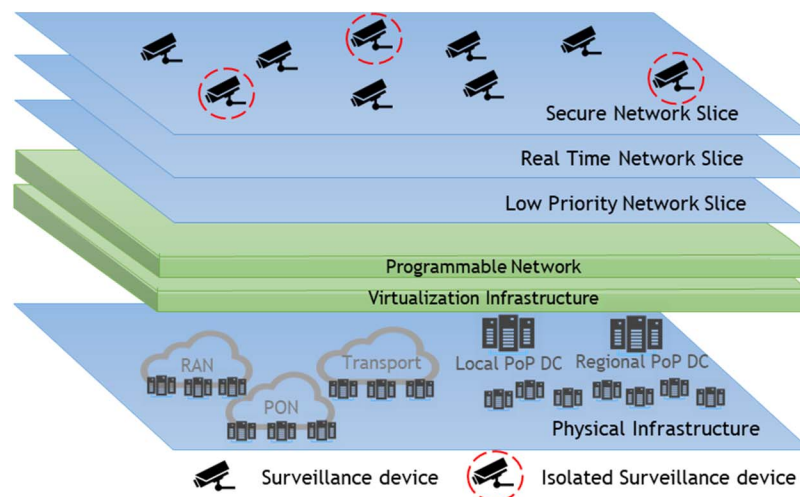 Secure Network Slice
Real Time Network Slice
Low Priority Network Slice
Programmable Network
Virtualization Infrastructure
RAN
Transport
Local PoP DC
Regional PoP DC
PON
Physical Infrastructure
Surveillance device
Isolated Surveillance device